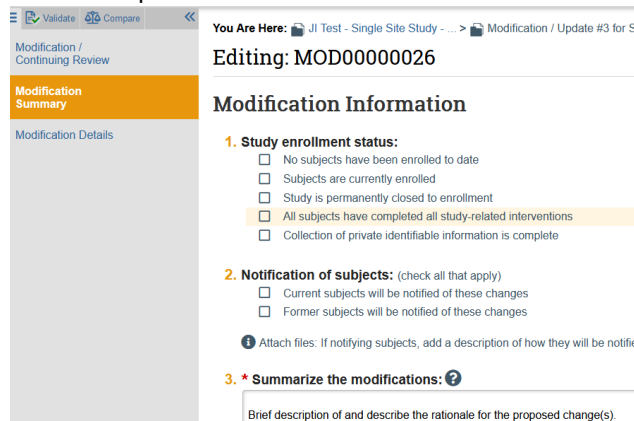 Validate Compare
You Are Here: JI Test - Single Site Study - ... > Modification / Update #3 for S
Modification /
Continuing Review
Editing: MOD00000026
Modification
Summary
Modification Details
Modification Information
1. Study enrollment status:
No subjects have been enrolled to date
Subjects are currently enrolled
Study is permanently closed to enrollment
All subjects have completed all study-related interventions
Collection of private identifiable information is complete
2. Notification of subjects: (check all that apply)
Current subjects will be notified of these changes
Former subjects will be notified of these changes
Attach files: If notifying subjects, add a description of how they will be notifie
3. * Summarize the modifications:
Brief description of and describe the rationale for the proposed change(s).